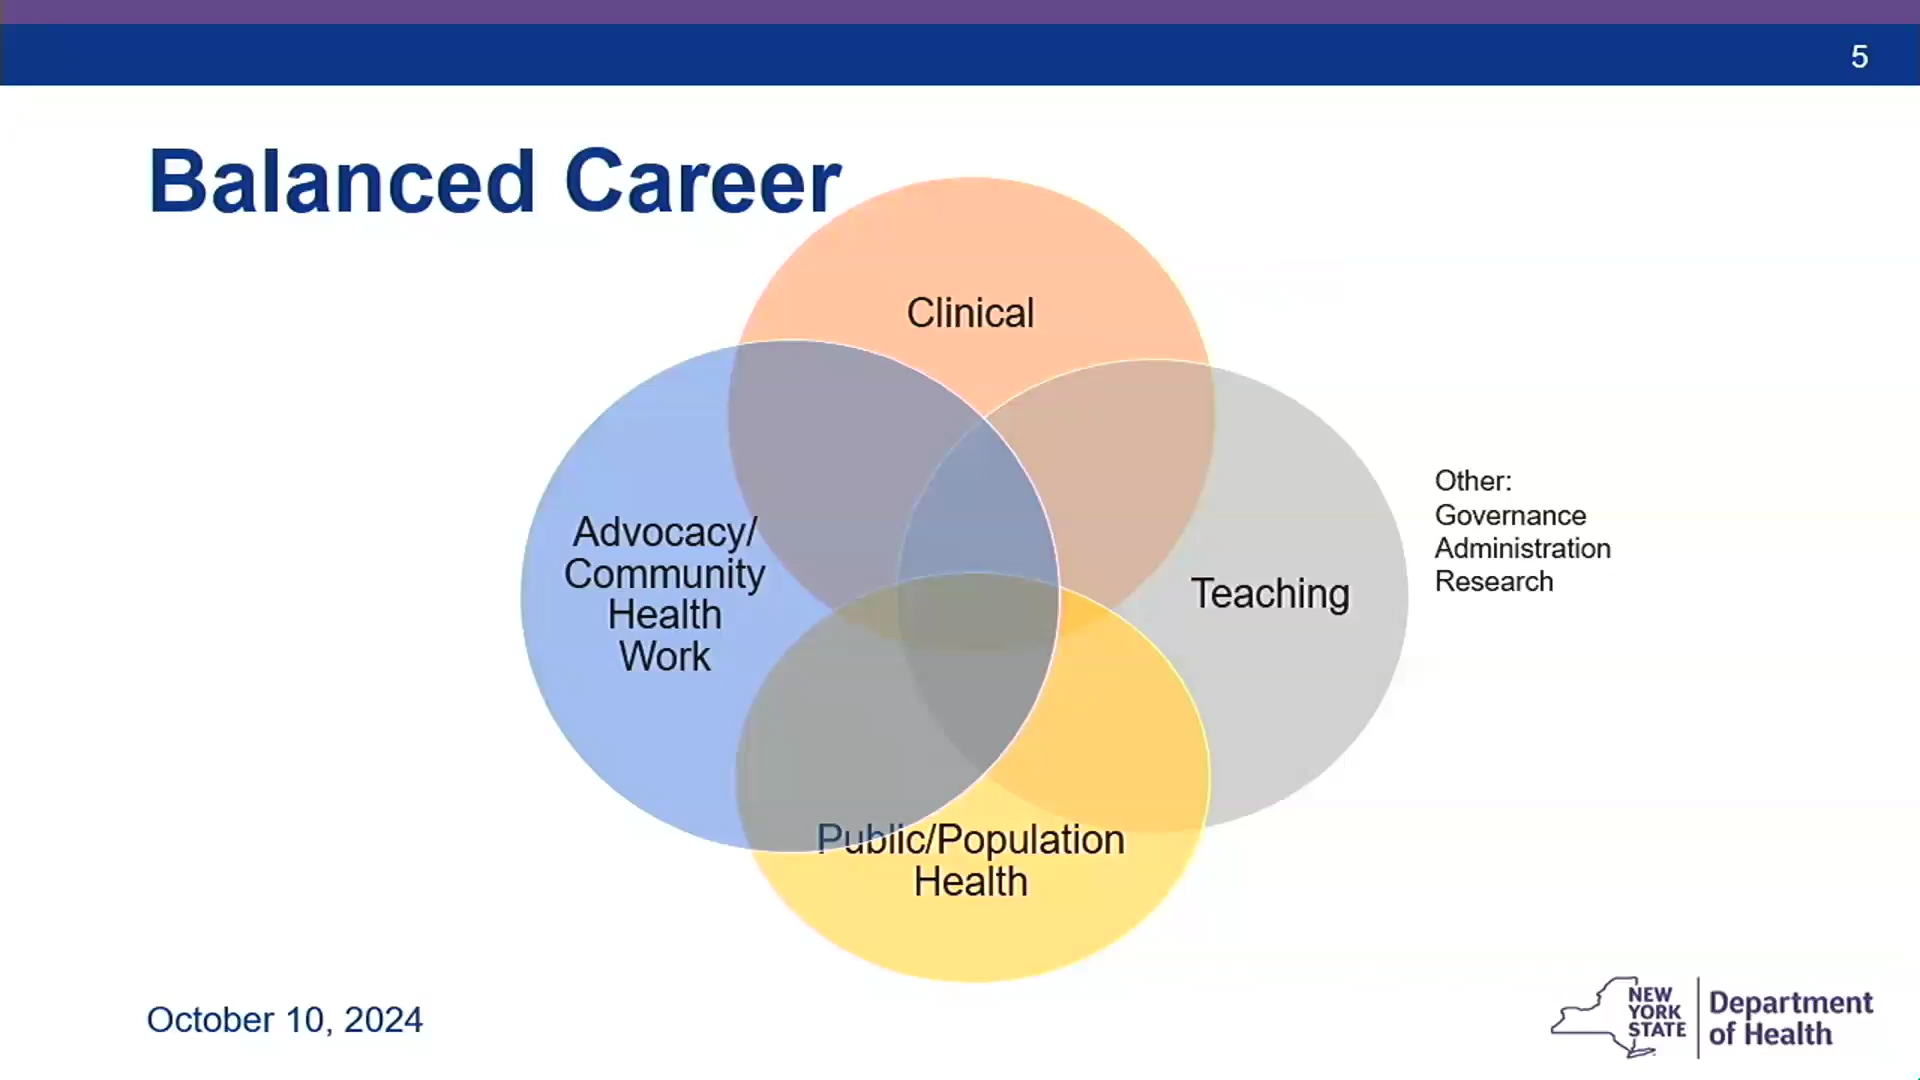 5
Balanced Career
Clinical
Advocacy/
Community
Health
Work
Teaching
Other:
Governance
Administration
Research
Public/Population
Health
October 10, 2024
NEW
YORK
STATE
Department
of Health